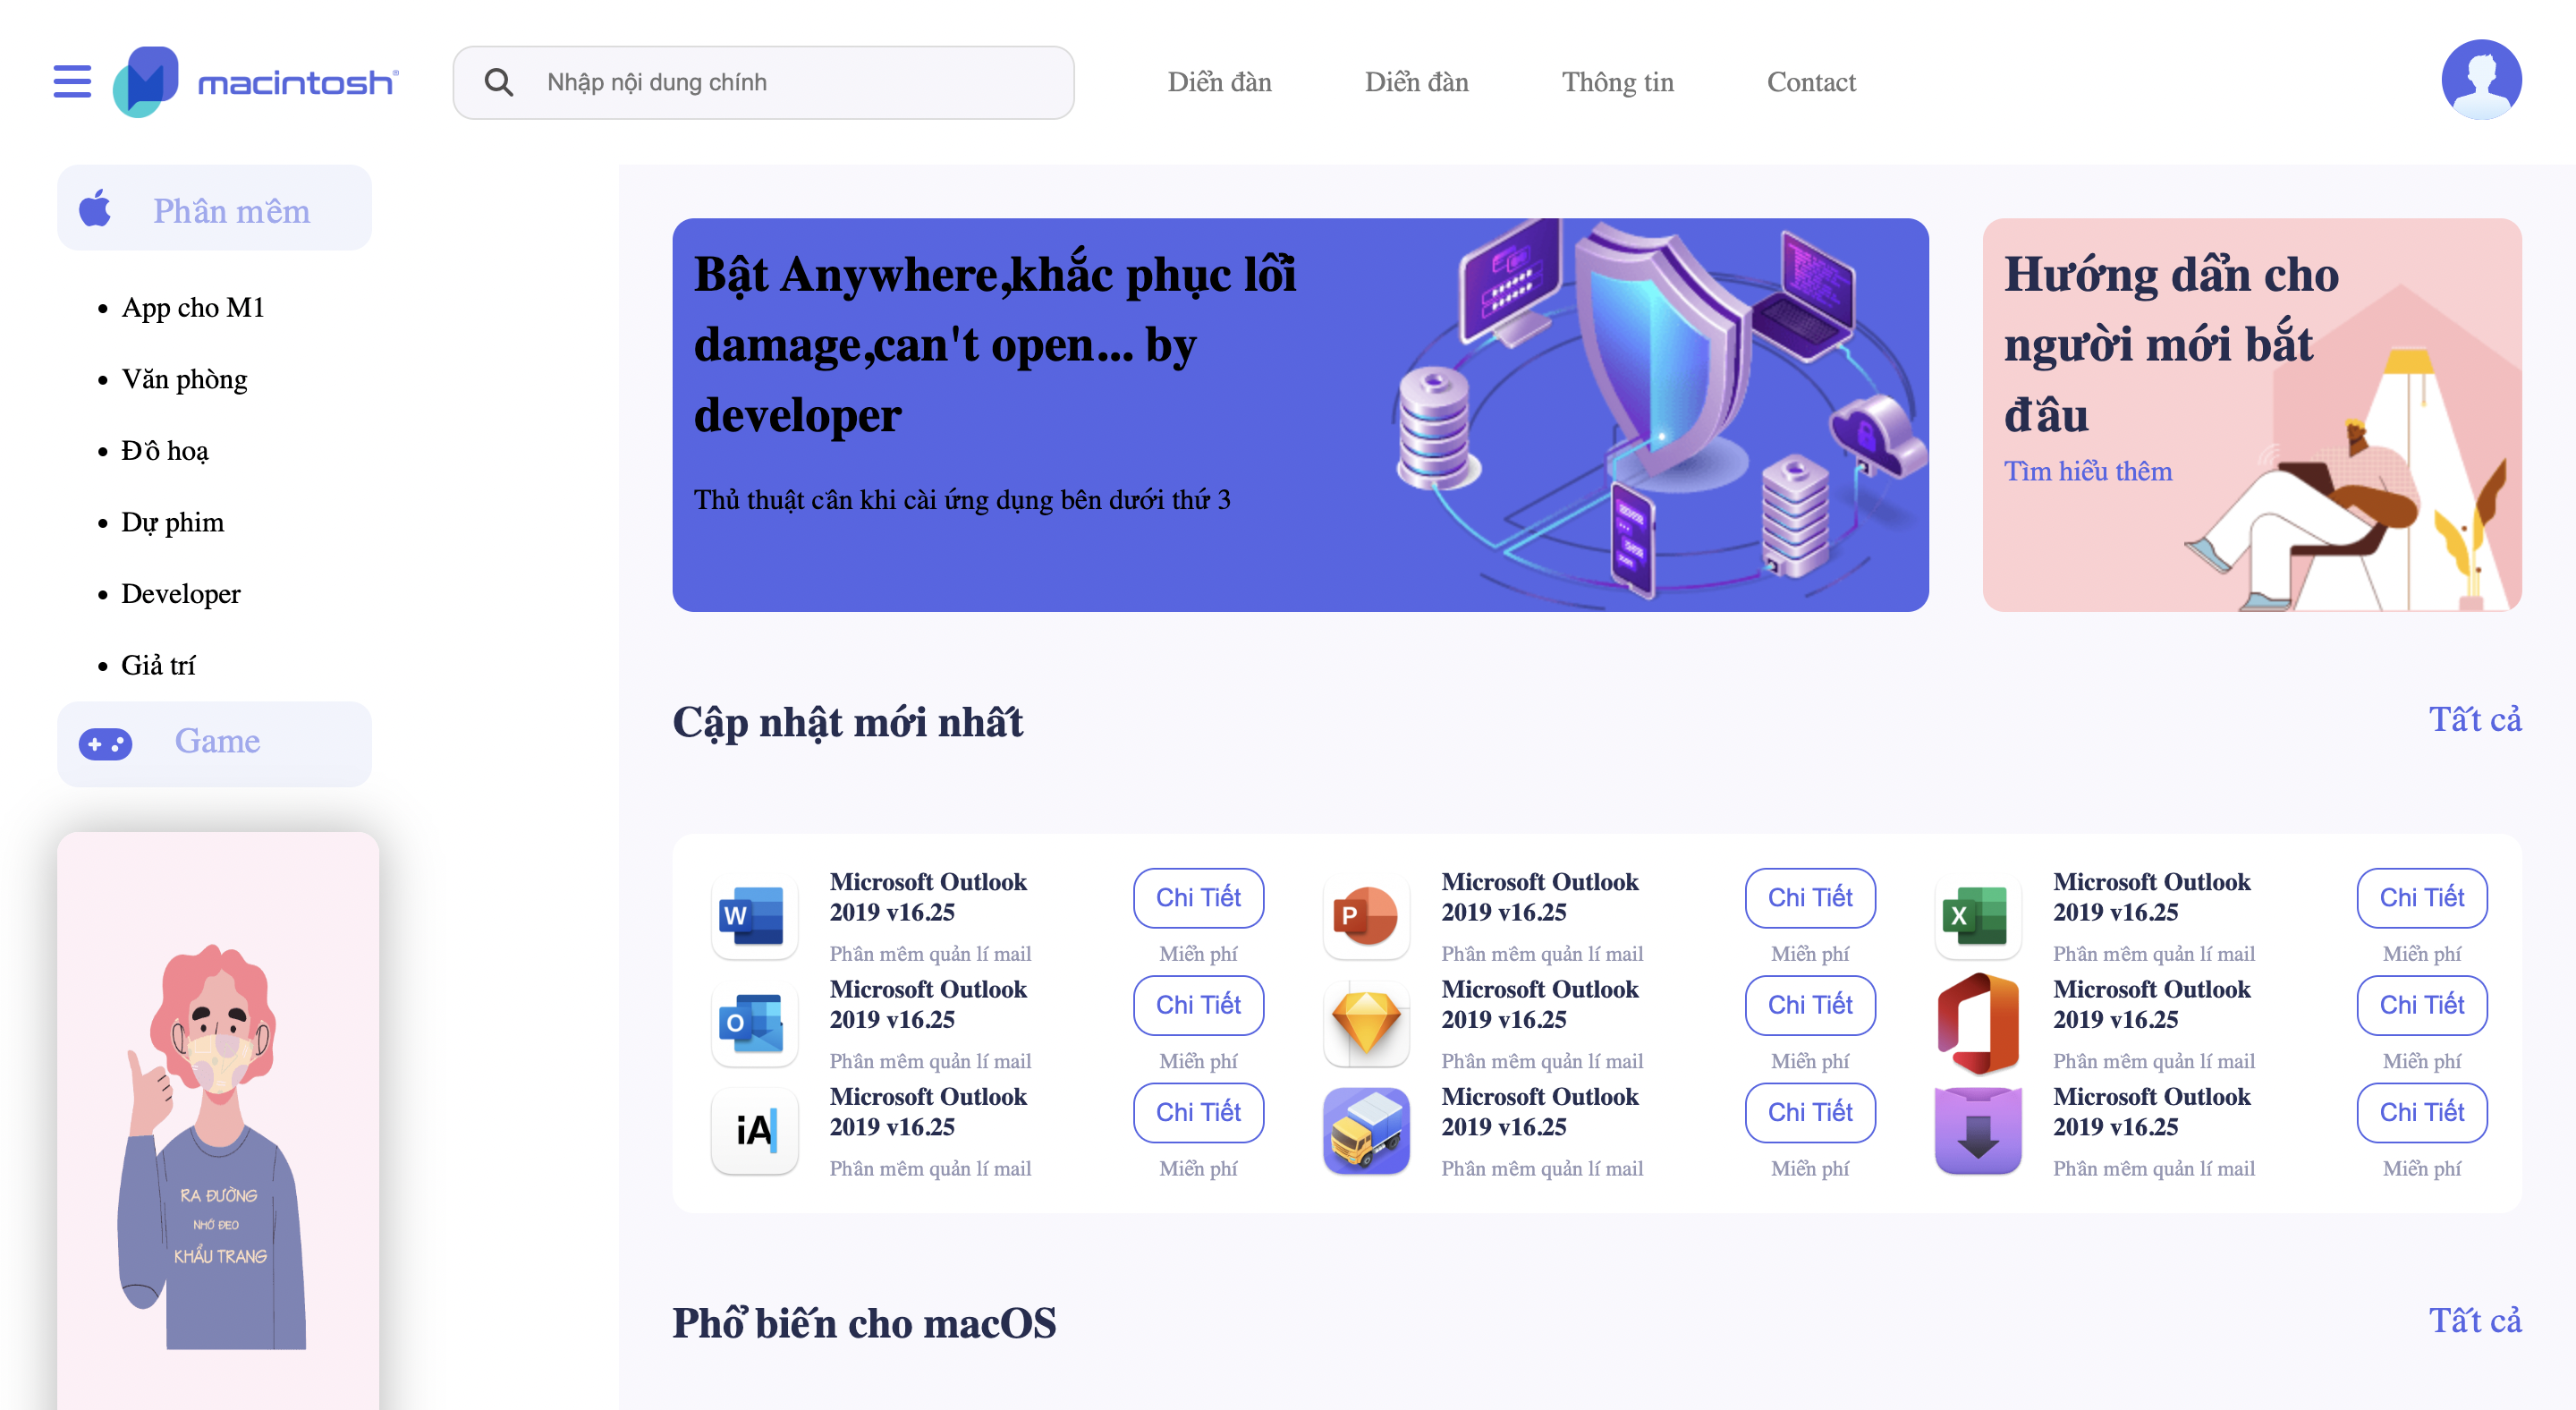 macintosh®
Nhập nội dung chính
Diễn đàn
Diễn đàn
Thông tin
Contact
Phần mềm
App cho M1
Văn phòng
Đồ hoạ
Dự phim
Developer
Giả trí
Game
RA ĐƯỜNG
NHỚ ĐEO
KHẨU TRANG
Bật Anywhere,khắc phục lỗi
damage,can't open... by
developer
Thủ thuật cần khi cài ứng dụng bên dưới thứ 3
Hướng dẫn cho
người mới bắt
đầu
Tìm hiểu thêm
Cập nhật mới nhất
Tất cả
W
Microsoft Outlook
2019 v16.25
Phần mềm quản lí mail
Chi Tiết
Miễn phí
P
Microsoft Outlook
2019 v16.25
Phần mềm quản lí mail
Chi Tiết
Miễn phí
X
Microsoft Outlook
2019 v16.25
Phần mềm quản lí mail
Chi Tiết
Miễn phí
O
Microsoft Outlook
2019 v16.25
Phần mềm quản lí mail
Chi Tiết
Miễn phí
Microsoft Outlook
2019 v16.25
Phần mềm quản lí mail
Chi Tiết
Miễn phí
Microsoft Outlook
2019 v16.25
Phần mềm quản lí mail
Chi Tiết
Miễn phí
iA
Microsoft Outlook
2019 v16.25
Phần mềm quản lí mail
Chi Tiết
Miễn phí
Microsoft Outlook
2019 v16.25
Phần mềm quản lí mail
Chi Tiết
Miễn phí
Microsoft Outlook
2019 v16.25
Phần mềm quản lí mail
Chi Tiết
Miễn phí
Phổ biến cho macOS
Tất cả